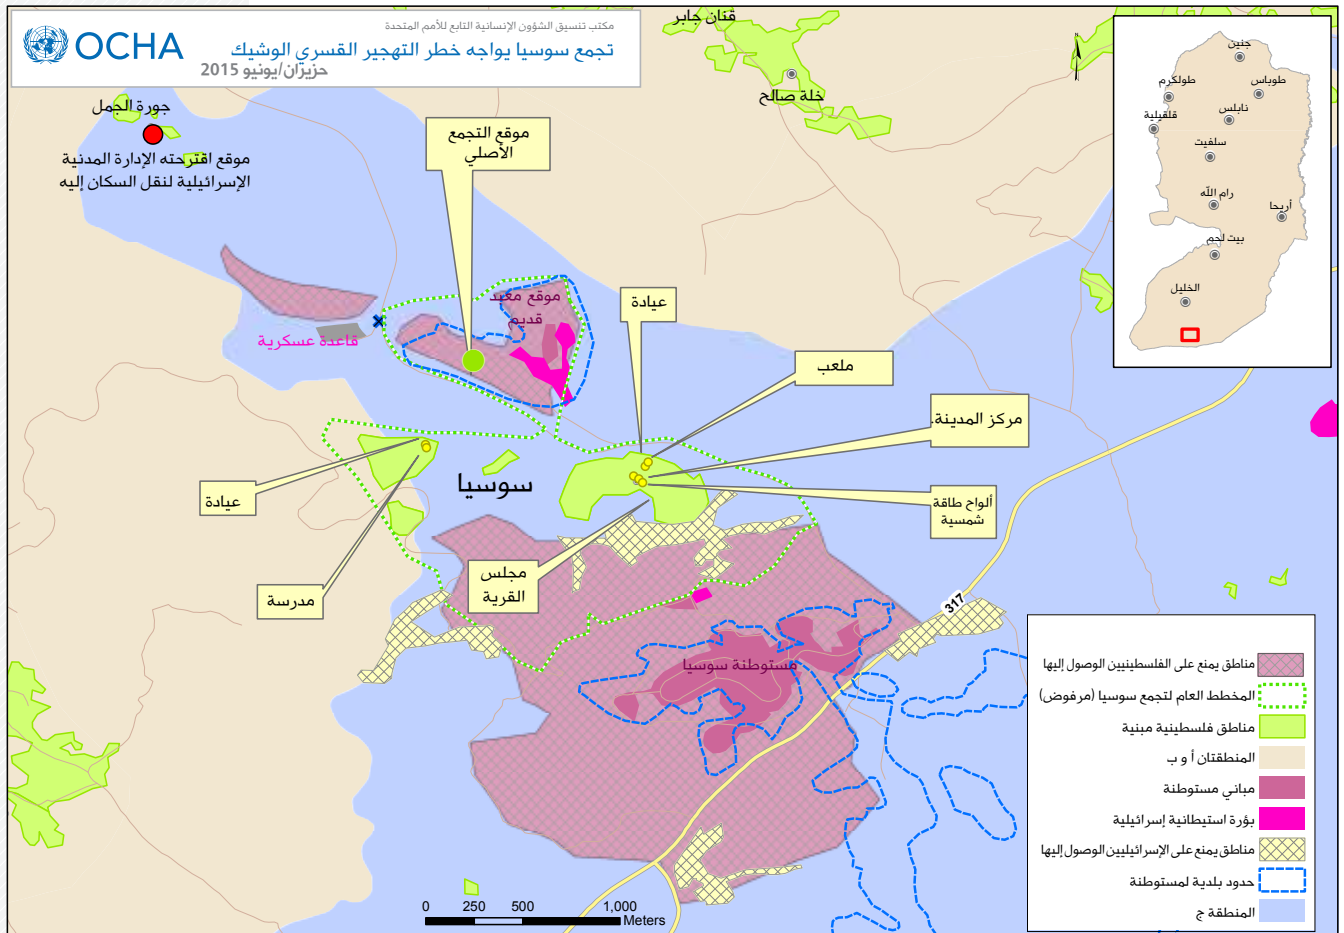 OCHA
مكتب تنسيق الشؤون الإنسانية التابع للأمم المتحدة
تجمع سوسيا يواجه خطر التهجير القسري الوشيك
حزيران/يونيو 2015
قنان جابر
خلة صالح
جورة الجمل
موقع اقترحته الإدارة المدنية
الإسرائيلية لنقل السكان إليه
موقع التجمع
الأصلي
جنين
طولكرم
طوباس
قلقيلية
نابلس
سلفيت
رام الله
أريحا
بيت لحم
الخليل
موقع معبد
قديم
عيادة
قاعدة عسكرية
ملعب
مركز المدينة
سوسيا
عيادة
ألواح طاقة
شمسية
مجلس
القرية
مدرسة
317
مستوطنة سوسيا
مناطق يمنع على الفلسطينيين الوصول إليها
المخطط العام لتجمع سوسيا (مرفوض)
مناطق فلسطينية مبنية
المنطقتان أ و ب
مباني مستوطنة
بؤرة استيطانية إسرائيلية
مناطق يمنع على الإسرائيليين الوصول إليها
حدود بلدية لمستوطنة
المنطقة ج
0 250 500 1,000
Meters